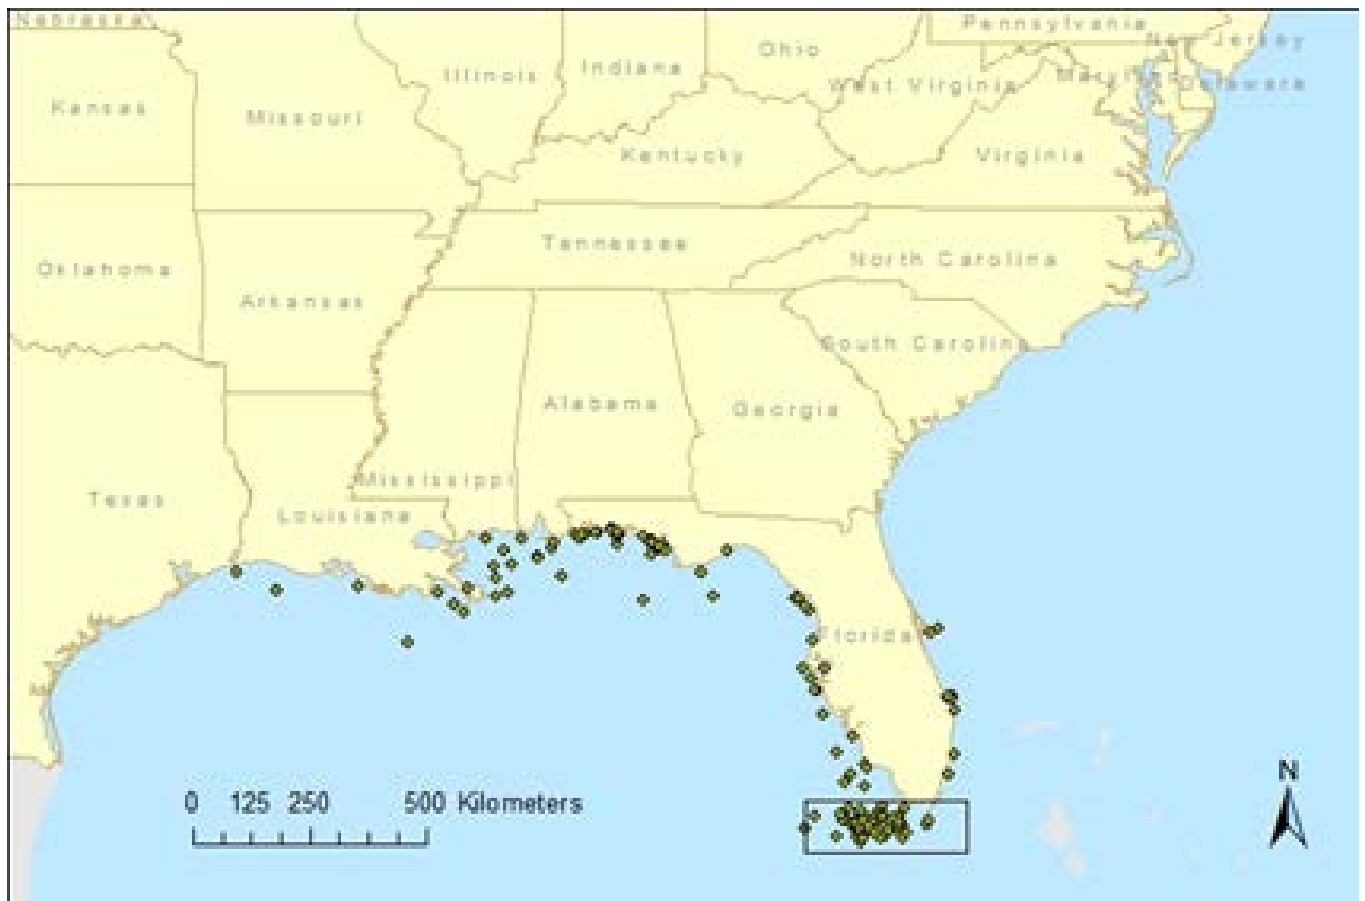 Nebraska
Pennsylvania
New Jersey
Ohio
Illinois
Indiana
West Virginia
Maryland
Delaware
Kansas
Missouri
Kentucky
Virginia
Tennessee
North Carolina
Oklahoma
Arkansas
South Carolina
Alabama
Georgia
Mississippi
Texas
Louisiana
Florida
N
0 125 250 500 Kilometers